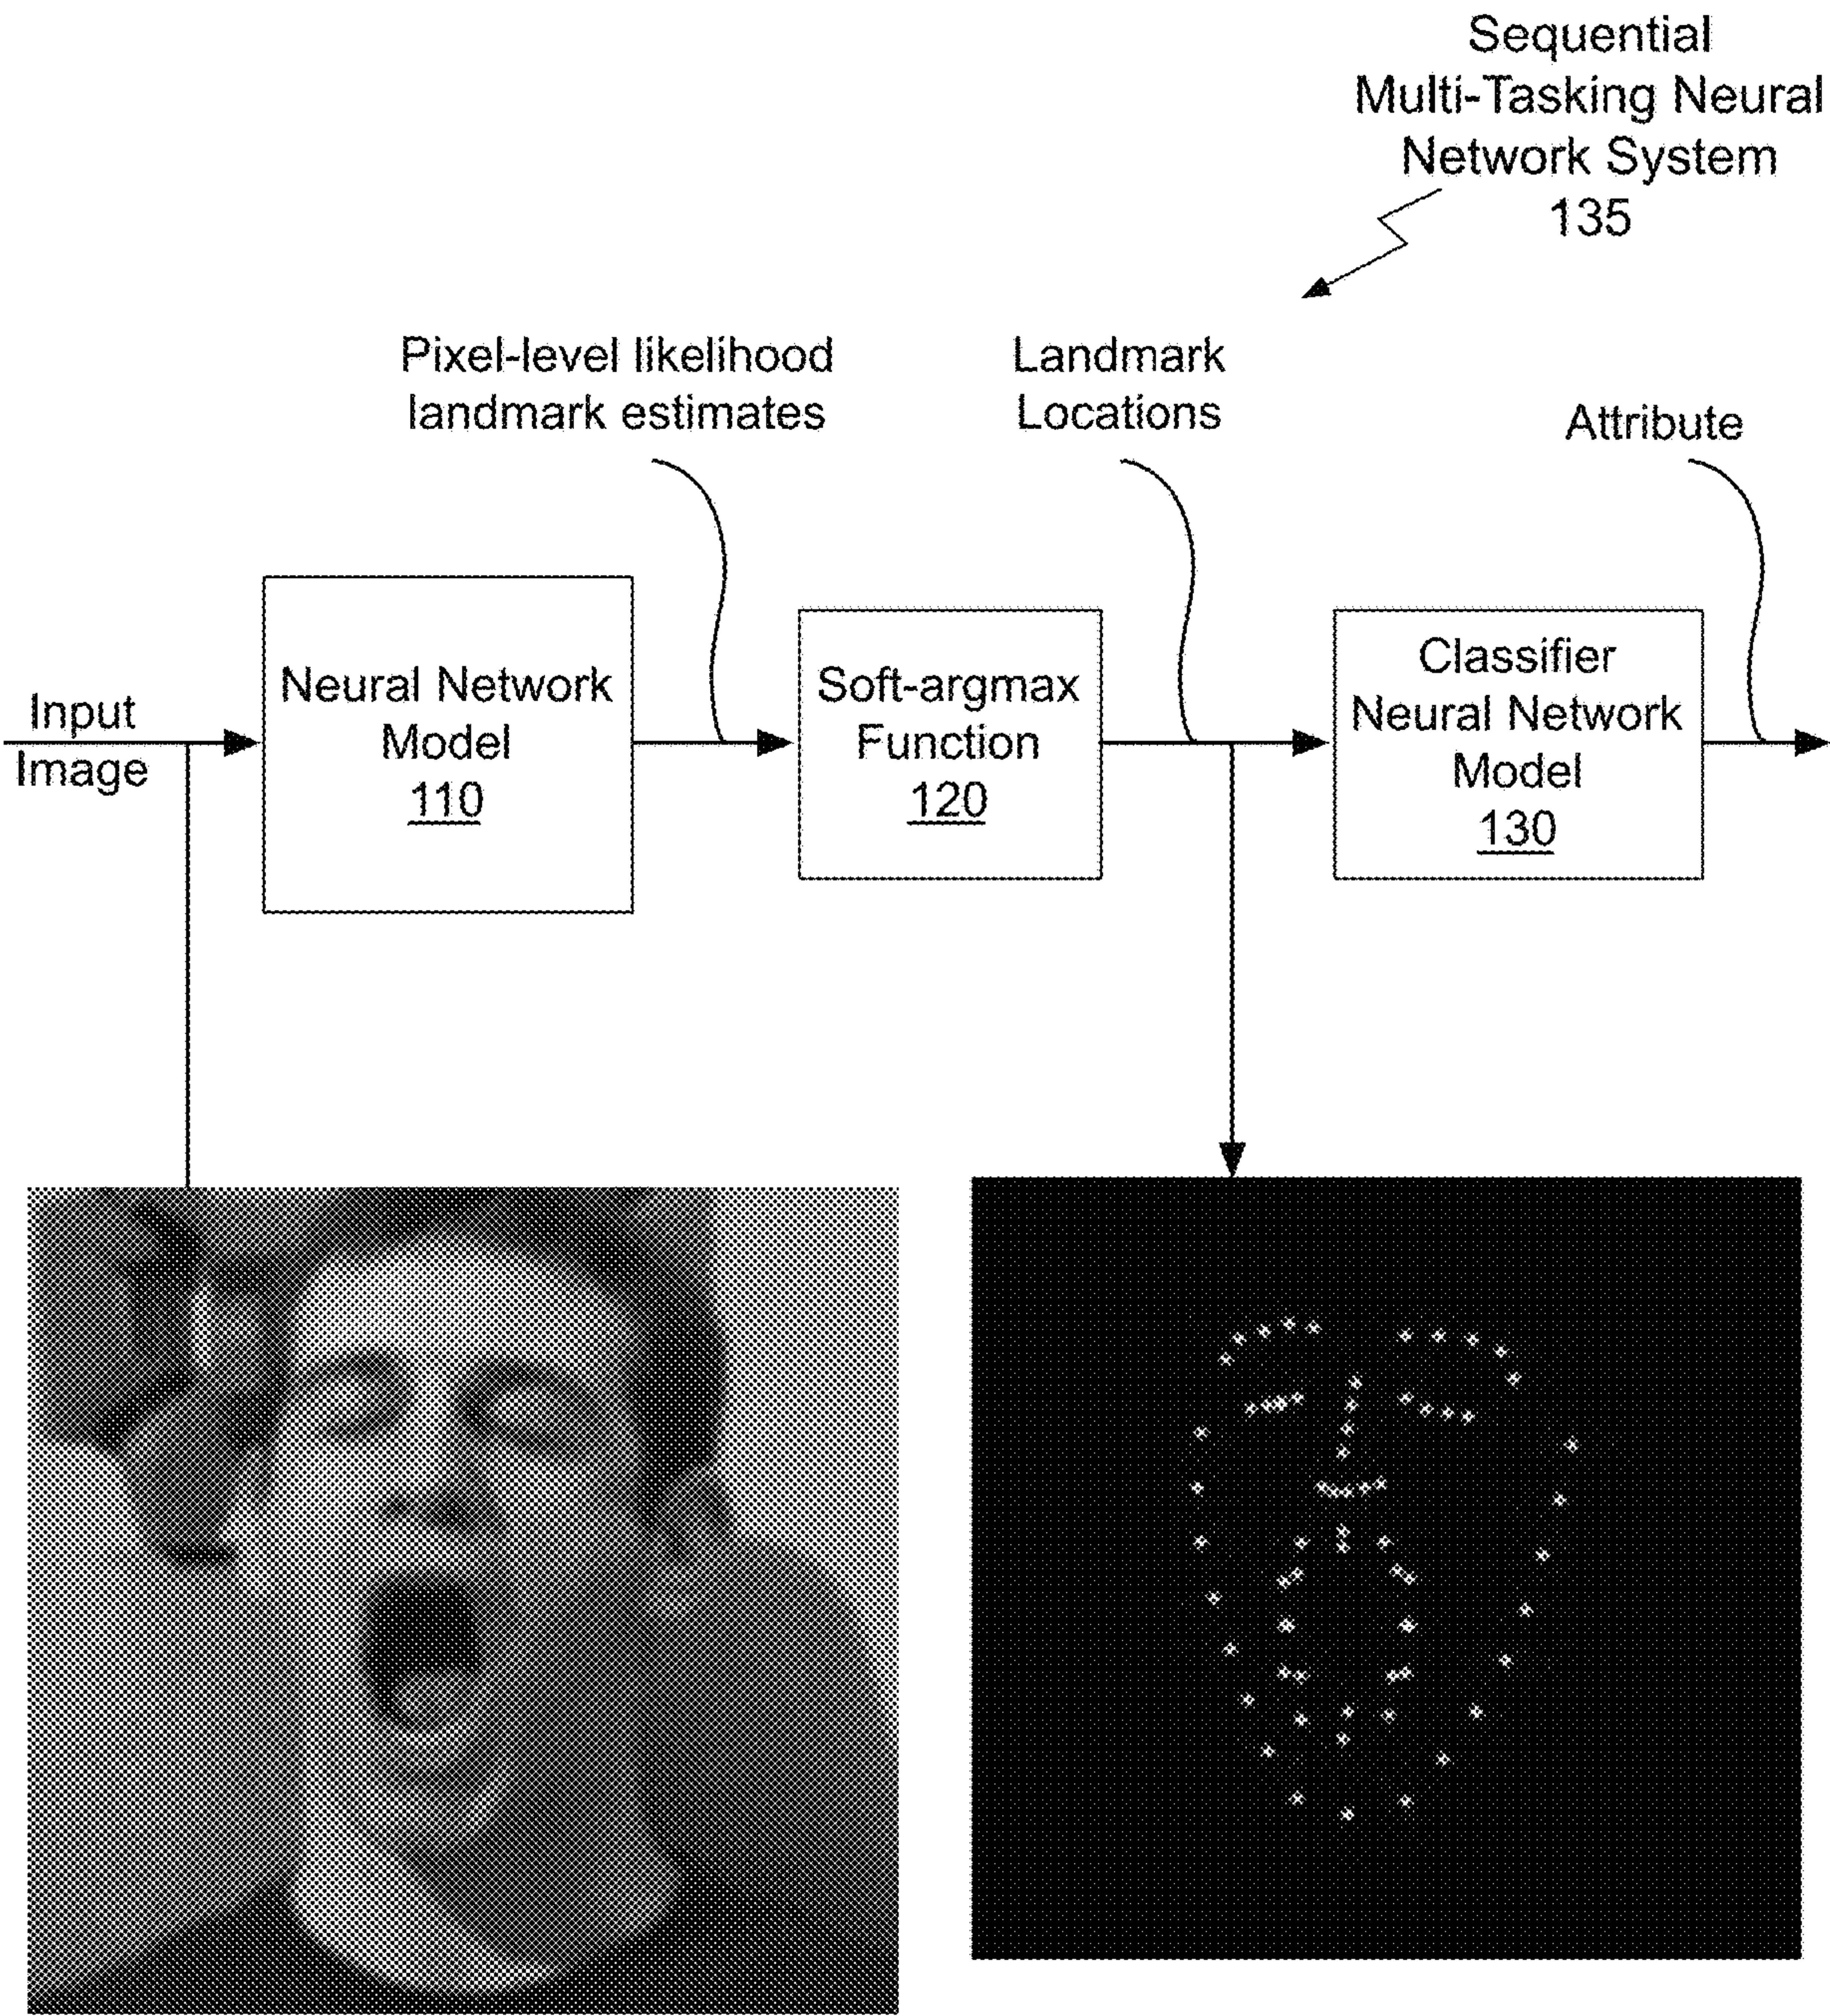 Sequential
Multi-Tasking Neural
Network System
135
Pixel-level likelihood
landmark estimates
Landmark
Locations
Attribute
Input
Image
Neural Network
Model
110
Soft-argmax
Function
120
Classifier
Neural Network
Model
130